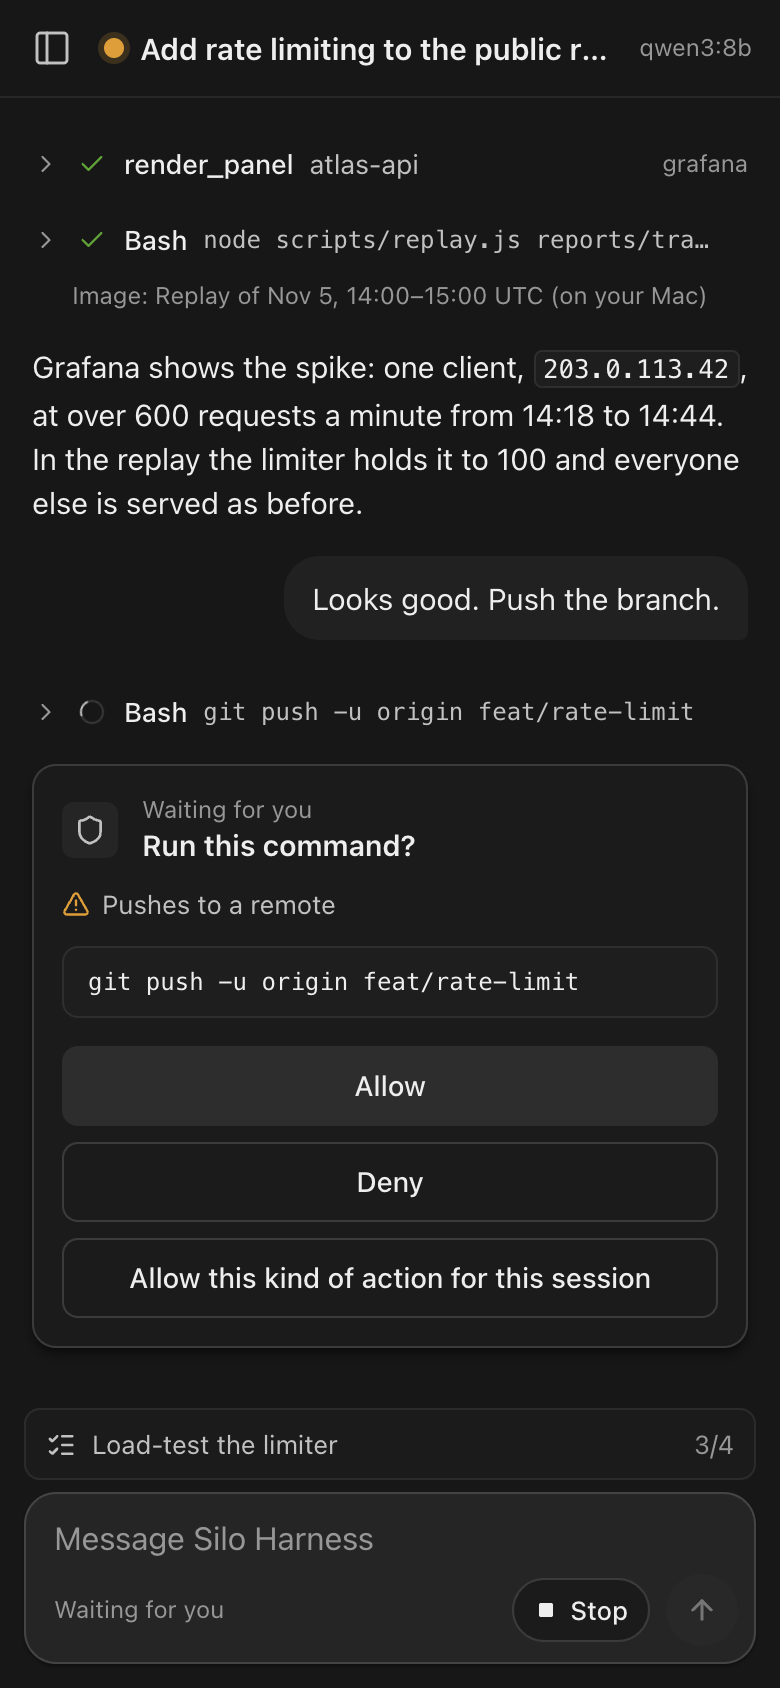 Add rate limiting to the public r... qwen3:8b
render_panel atlas-api grafana
Bash node scripts/replay.js reports/tra…
Image: Replay of Nov 5, 14:00–15:00 UTC (on your Mac)
Grafana shows the spike: one client, 203.0.113.42,
at over 600 requests a minute from 14:18 to 14:44.
In the replay the limiter holds it to 100 and everyone
else is served as before.
Looks good. Push the branch.
Bash git push -u origin feat/rate-limit
Waiting for you
Run this command?
Pushes to a remote
git push -u origin feat/rate-limit
Allow
Deny
Allow this kind of action for this session
Load-test the limiter 3/4
Message Silo Harness
Waiting for you Stop